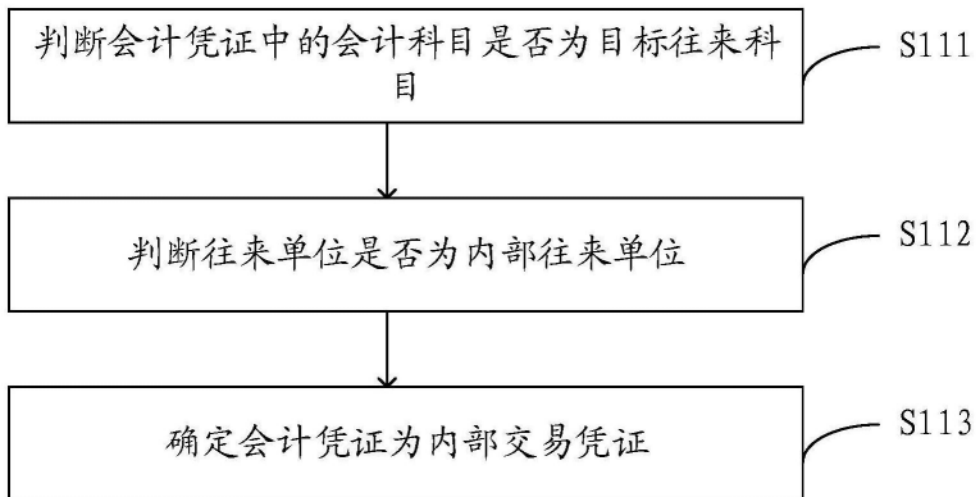 判断会计凭证中的会计科目是否为目标往来科
目
S111
判断往来单位是否为内部往来单位
S112
确定会计凭证为内部交易凭证
S113